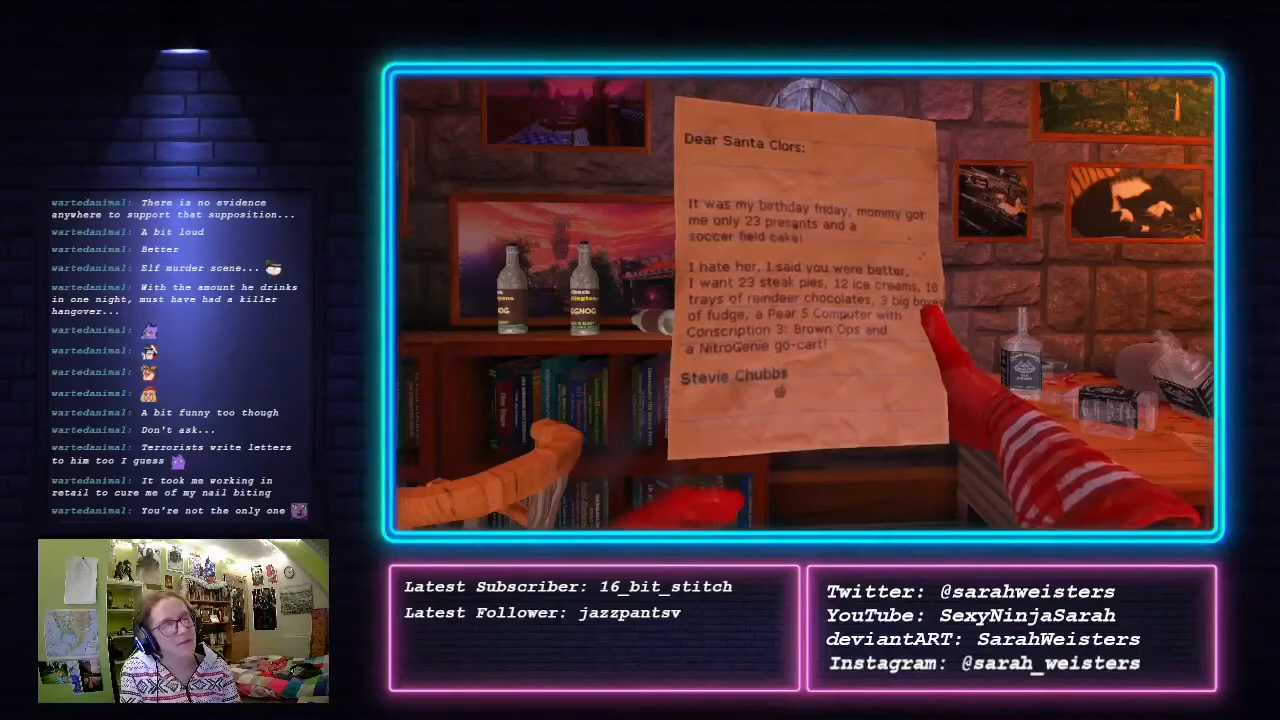 wartedanimal: There is no evidence
anywhere to support that supposition...
wartedanimal: A bit loud
wartedanimal: Better
wartedanimal: Elf murder scene...
wartedanimal: With the amount he drinks
in one night, must have had a killer
hangover...
wartedanimal:
wartedanimal:
wartedanimal:
wartedanimal:
wartedanimal: A bit funny too though
wartedanimal: Don't ask...
wartedanimal: Terrorists write letters
to him too I guess
wartedanimal: It took me working in
retail to cure me of my nail biting
wartedanimal: You're not the only one
Dear Santa Clors:
It was my birthday friday, mommy got
me only 23 presents and a
soccer field cake!
I hate her, I said you were better,
I want 23 steak pies, 12 ice creams, 18
trays of reindeer chocolates, 3 big boxes
of fudge, a Pear 5 Computer with
Conscription 3: Brown Ops and
a NitroGenie go-cart!
Stevie Chubbs
Latest Subscriber: 16_bit_stitch
Latest Follower: jazzpantsv
Twitter: @sarahweisters
YouTube: SexyNinjaSarah
deviantART: SarahWeisters
Instagram: @sarah_weisters